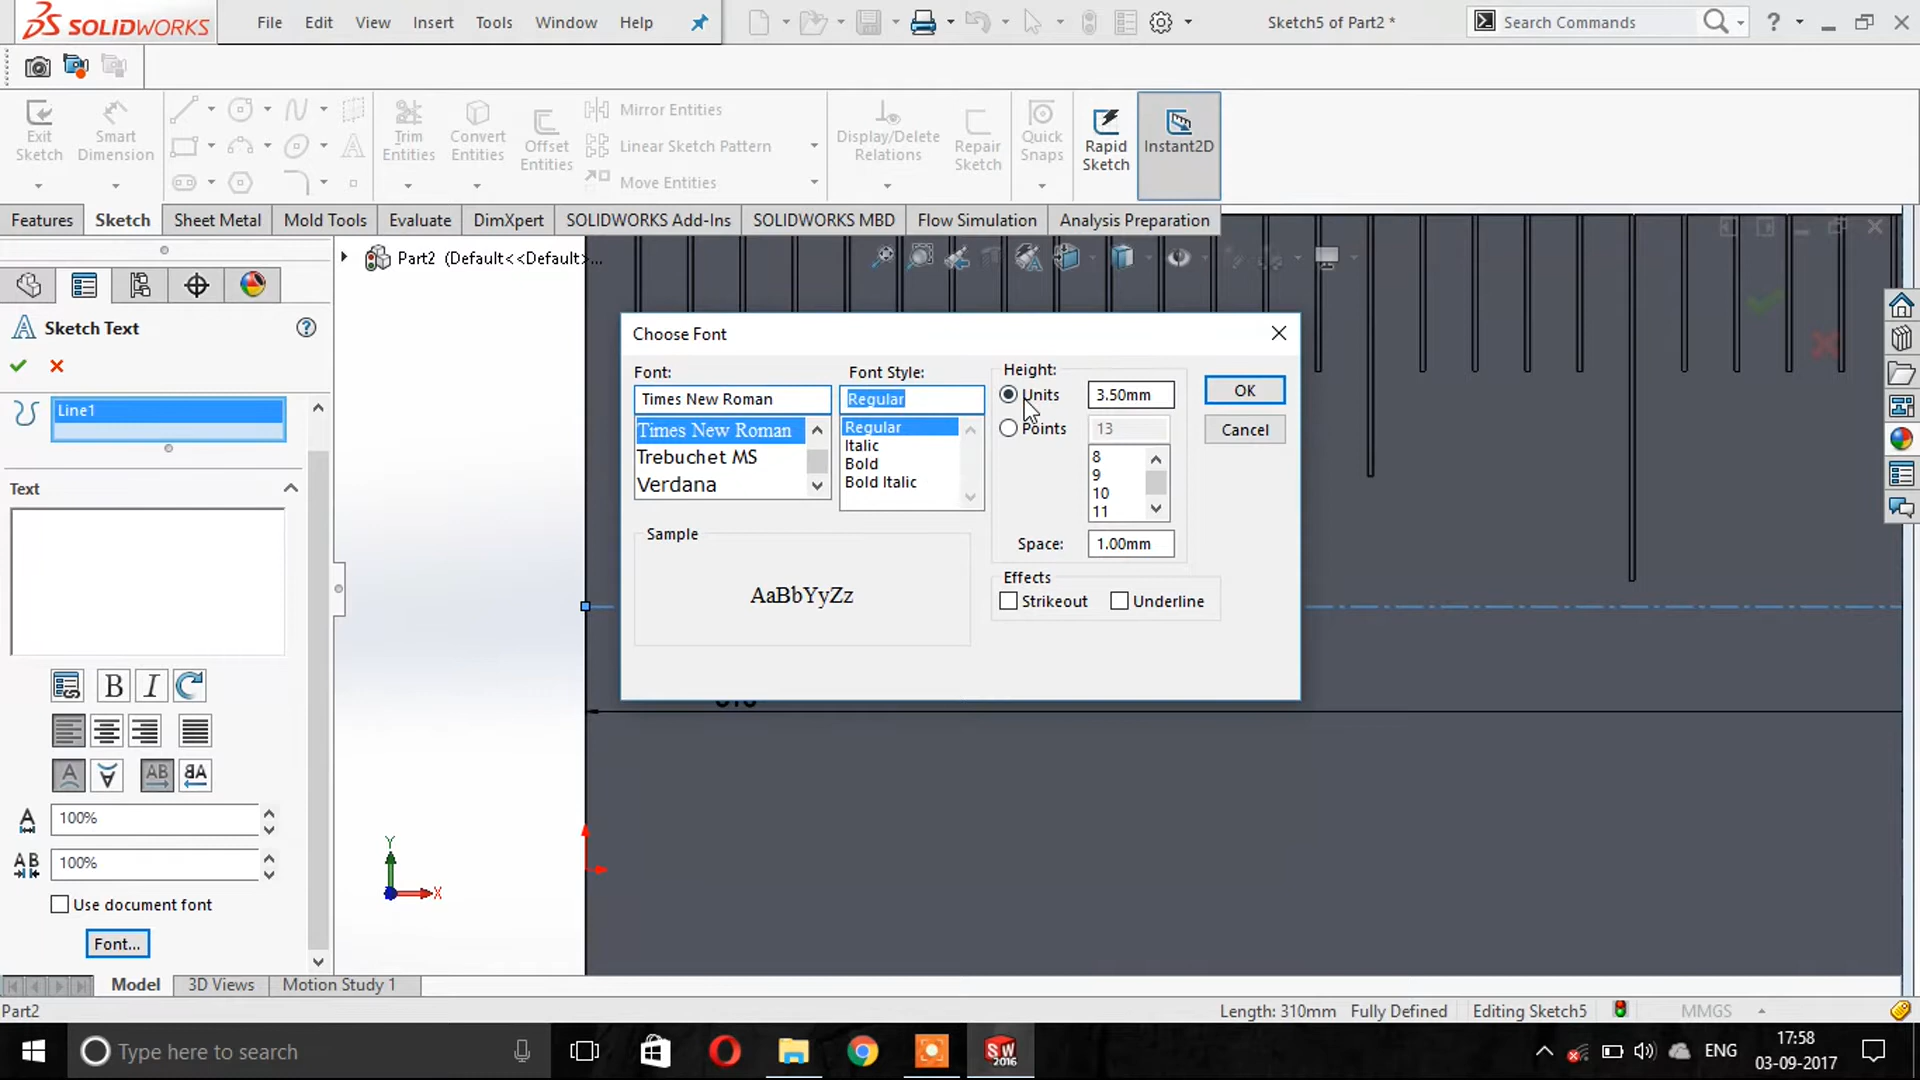 SOLIDWORKS File Edit View Insert Tools Window Help Sketch5 of Part2 * Search Commands ?
Exit Sketch
Smart Dimension
Trim Entities
Convert Entities
Offset Entities
Mirror Entities
Linear Sketch Pattern
Move Entities
Display/Delete Relations
Repair Sketch
Quick Snaps
Rapid Sketch
Instant2D
Features Sketch Sheet Metal Mold Tools Evaluate DimXpert SOLIDWORKS Add-Ins SOLIDWORKS MBD Flow Simulation Analysis Preparation
Part2 (Default<<Default>...
Sketch Text
Line1
Text
B I
A A AB AB
A 100%
AB 100%
Use document font
Font...
Choose Font
Font:
Times New Roman
Times New Roman
Trebuchet MS
Verdana
Font Style:
Regular
Regular
Italic
Bold
Bold Italic
Height:
Units 3.50mm
Points 13
8
9
10
11
Space: 1.00mm
OK
Cancel
Sample
AaBbYyZz
Effects
Strikeout Underline
Y
X
Model 3D Views Motion Study 1
Part2 Length: 310mm Fully Defined Editing Sketch5 MMGS
Type here to search
SW
2016
ENG
17:58
03-09-2017